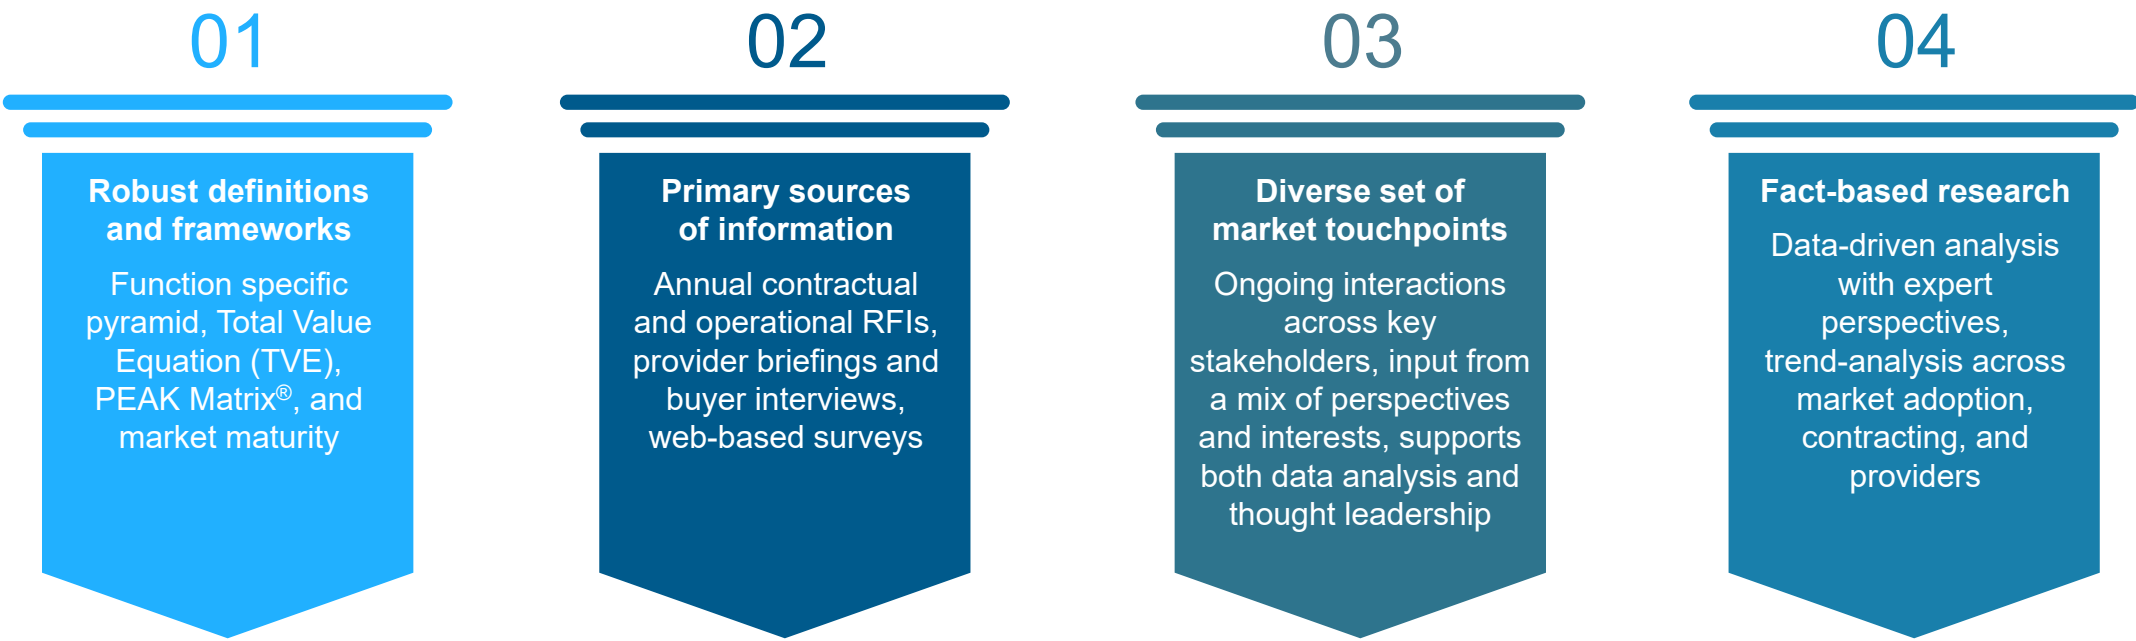 01
Robust definitions
and frameworks
Function specific
pyramid, Total Value
Equation (TVE),
PEAK Matrix®, and
market maturity
02
Primary sources
of information
Annual contractual
and operational RFIs,
provider briefings and
buyer interviews,
web-based surveys
03
Diverse set of
market touchpoints
Ongoing interactions
across key
stakeholders, input from
a mix of perspectives
and interests, supports
both data analysis and
thought leadership
04
Fact-based research
Data-driven analysis
with expert
perspectives,
trend-analysis across
market adoption,
contracting, and
providers